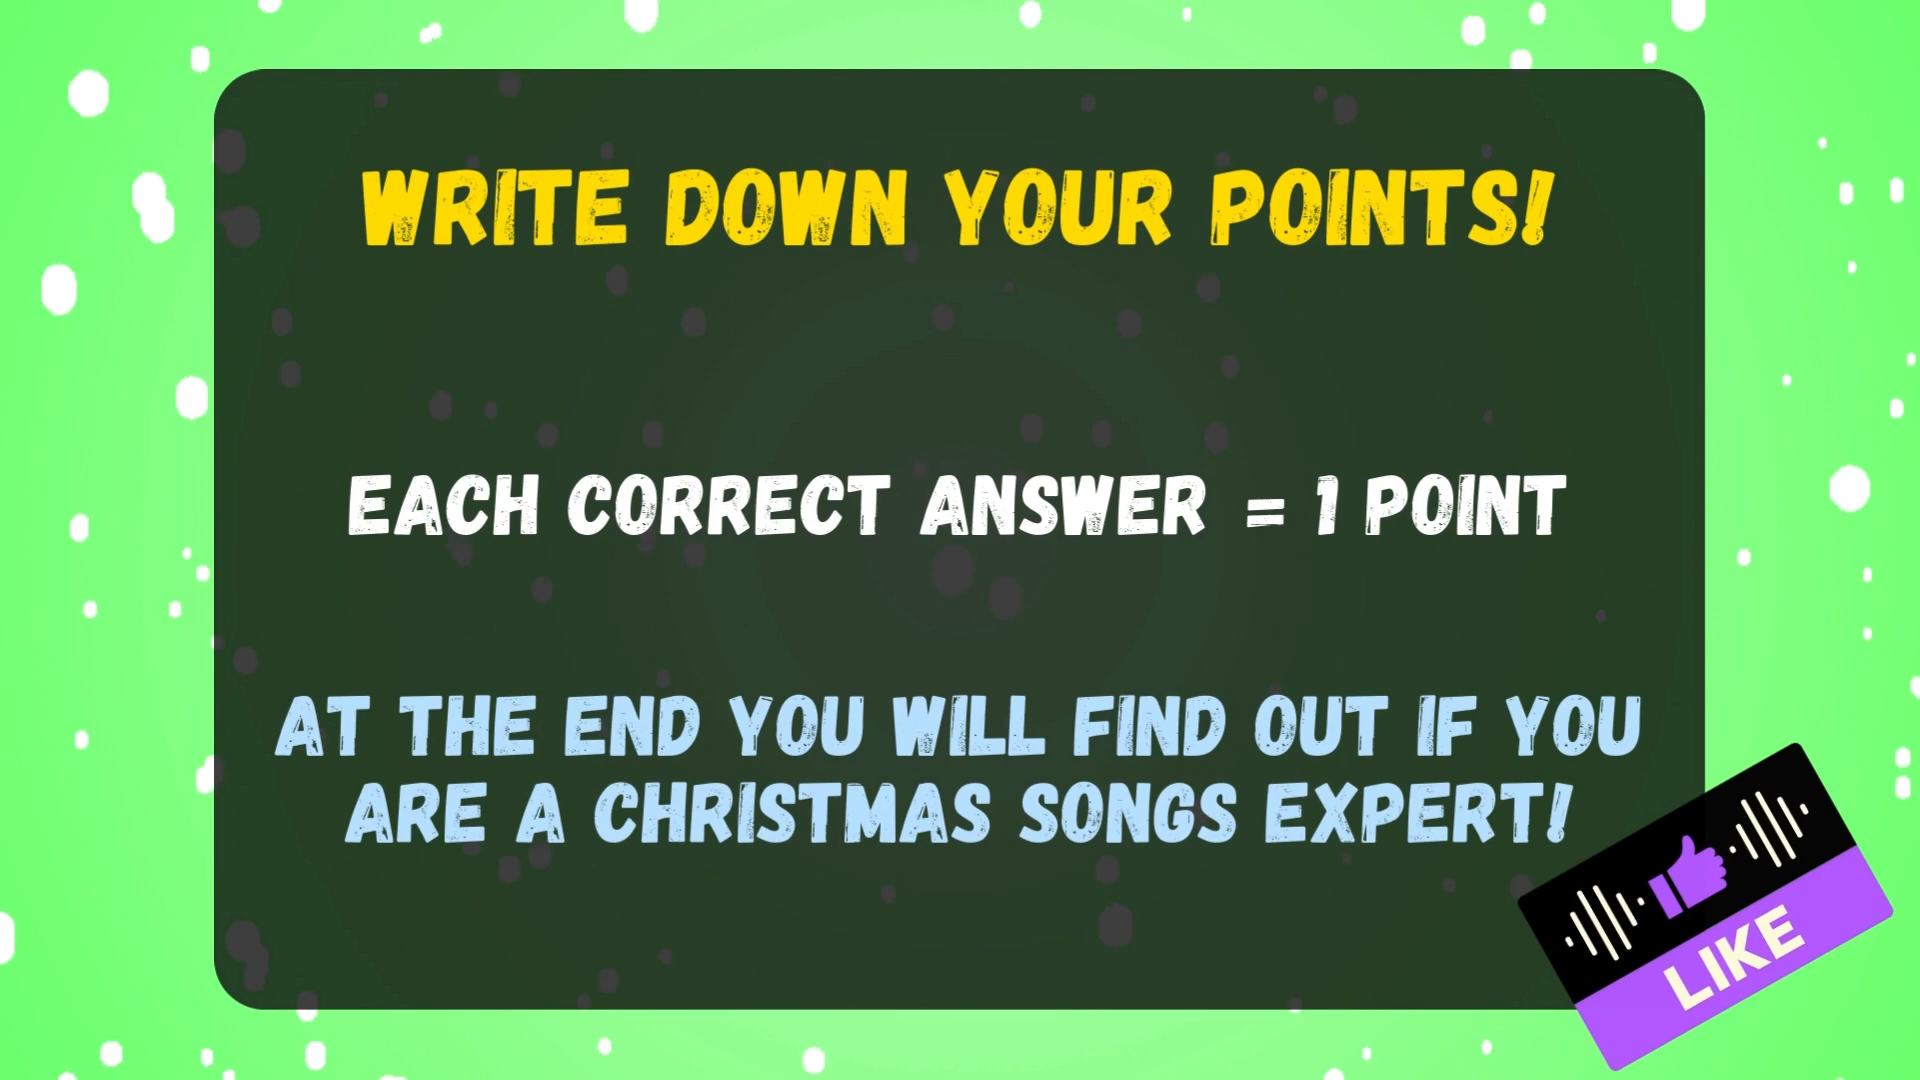 WRITE DOWN YOUR POINTS!
EACH CORRECT ANSWER = 1 POINT
AT THE END YOU WILL FIND OUT IF YOU
ARE A CHRISTMAS SONGS EXPERT!
LIKE